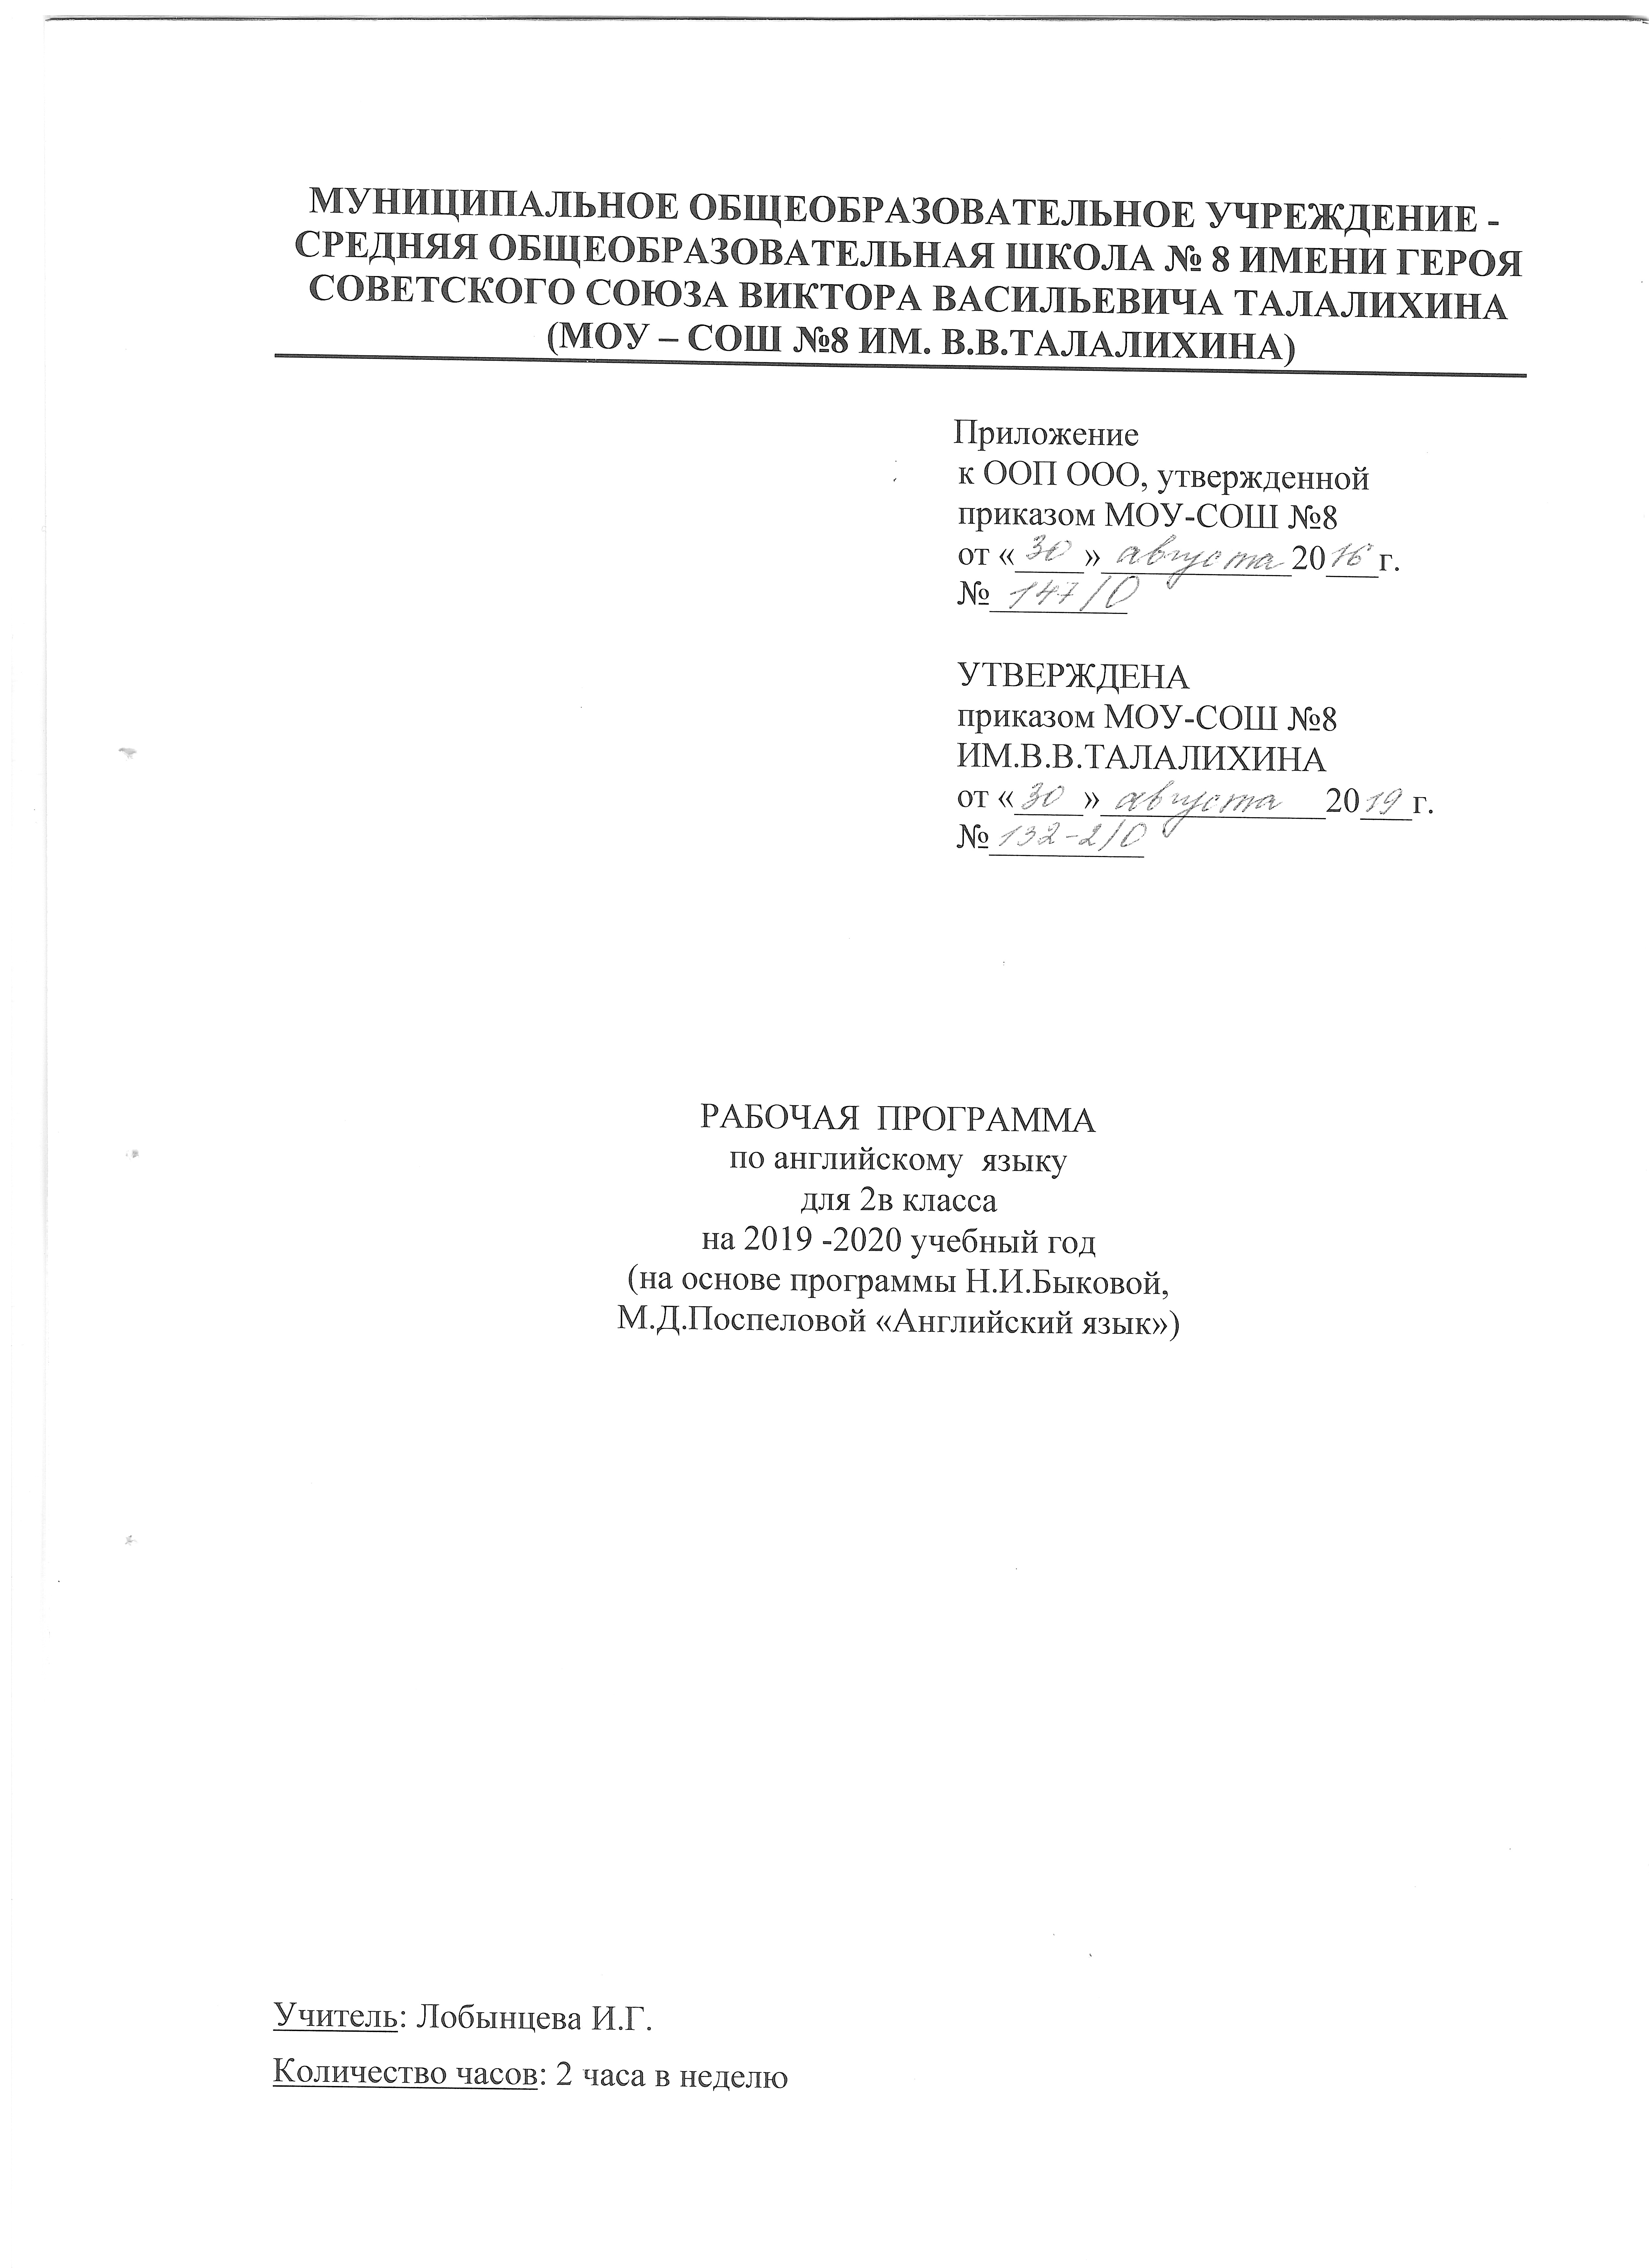 МУНИЦИПАЛЬНОЕ ОБЩЕОБРАЗОВАТЕЛЬНОЕ УЧРЕЖДЕНИЕ -
СРЕДНЯЯ ОБЩЕОБРАЗОВАТЕЛЬНАЯ ШКОЛА № 8 ИМЕНИ ГЕРОЯ
СОВЕТСКОГО СОЮЗА ВИКТОРА ВАСИЛЬЕВИЧА ТАЛАЛИХИНА
(МОУ – СОШ №8 ИМ. В.В.ТАЛАЛИХИНА)
Приложение
к ООП ООО, утвержденной
приказом МОУ-СОШ №8
от «30» августа 2016 г.
№ 147/О
УТВЕРЖДЕНА
приказом МОУ-СОШ №8
ИМ.В.В.ТАЛАЛИХИНА
от «30» августа 2019 г.
№ 132-2/О
РАБОЧАЯ ПРОГРАММА
по английскому языку
для 2в класса
на 2019 -2020 учебный год
(на основе программы Н.И.Быковой,
М.Д.Поспеловой «Английский язык»)
Учитель: Лобынцева И.Г.
Количество часов: 2 часа в неделю